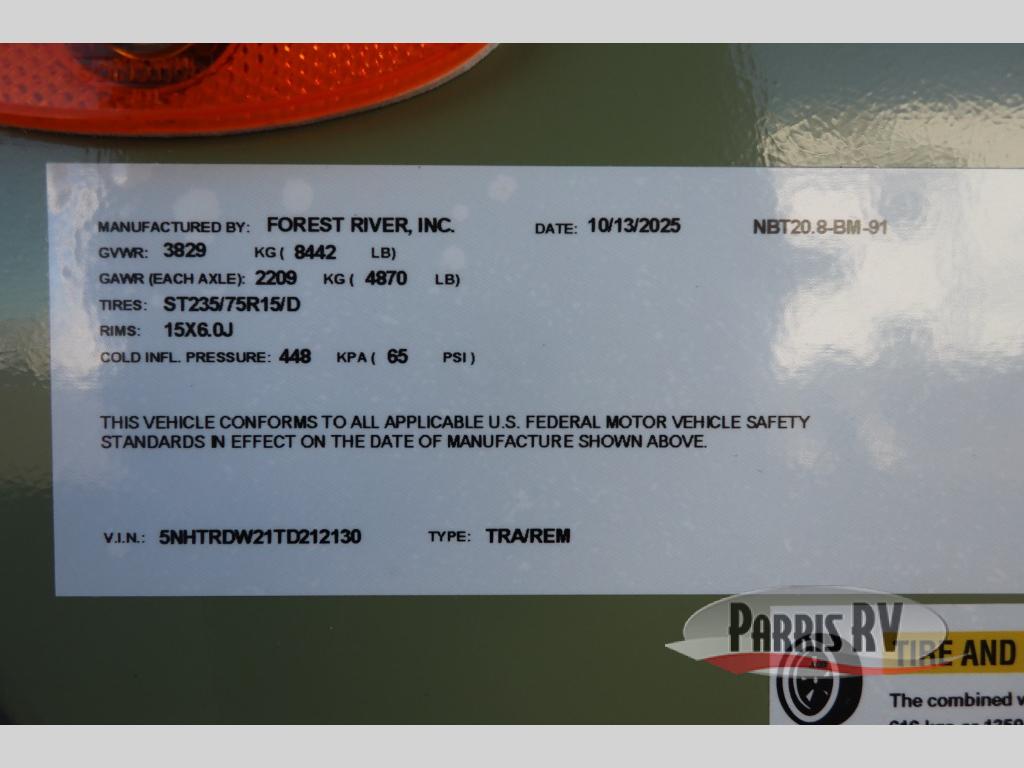 MANUFACTURED BY: FOREST RIVER, INC. DATE: 10/13/2025 NBT20.8-BM-91
GVWR: 3829 KG ( 8442 LB)
GAWR (EACH AXLE): 2209 KG ( 4870 LB)
TIRES: ST235/75R15/D
RIMS: 15X6.0J
COLD INFL. PRESSURE: 448 KPA ( 65 PSI )
THIS VEHICLE CONFORMS TO ALL APPLICABLE U.S. FEDERAL MOTOR VEHICLE SAFETY
STANDARDS IN EFFECT ON THE DATE OF MANUFACTURE SHOWN ABOVE.
V.I.N.: 5NHTRDW21TD212130 TYPE: TRA/REM
PARRIS RV
TIRE AND
The combined